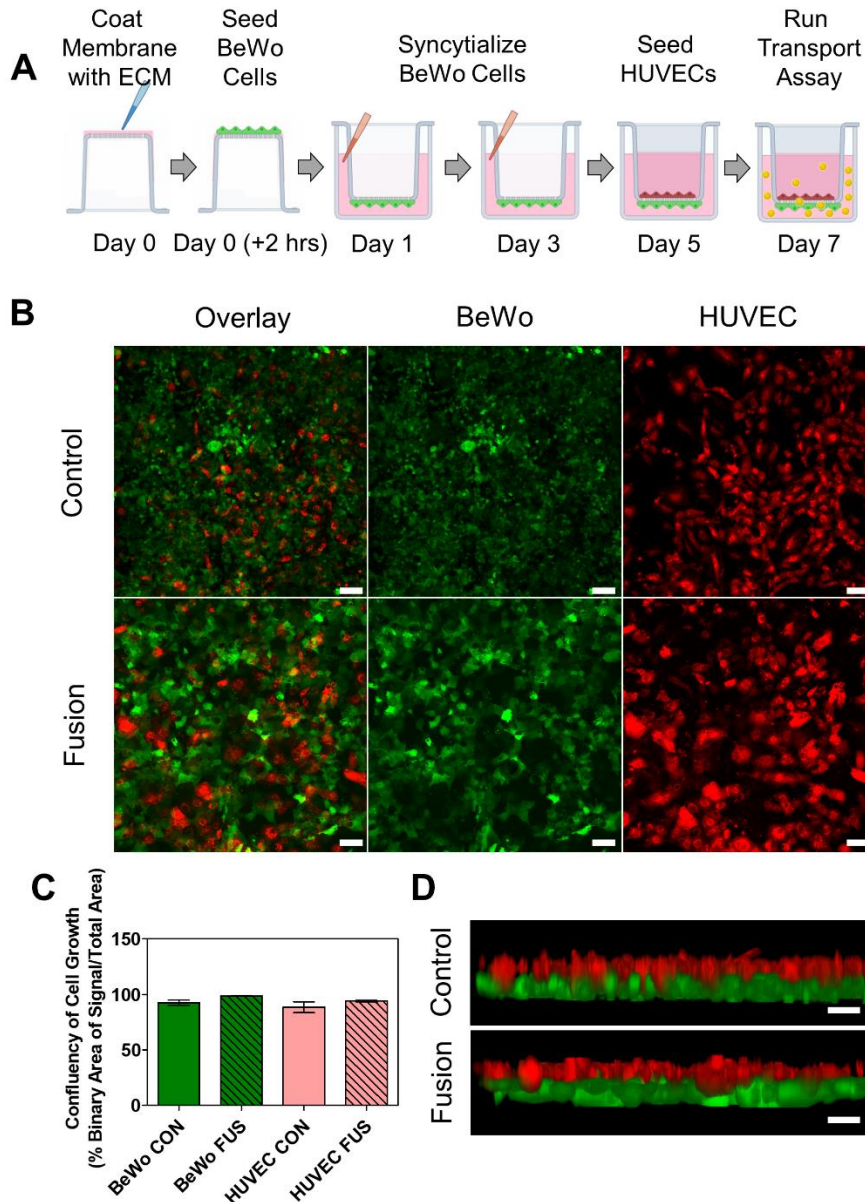 A
Coat
Membrane
with ECM
Seed
BeWo
Cells
Syncytialize
BeWo Cells
Seed
HUVECs
Run
Transport
Assay
Day 0
Day 0 (+2 hrs)
Day 1
Day 3
Day 5
Day 7
B
Overlay
BeWo
HUVEC
Control
Fusion
C
Confluency of Cell Growth
(% Binary Area of Signal/Total Area)
150
100
50
0
BeWo CON
BeWo FUS
HUVEC CON
HUVEC FUS
D
Control
Fusion